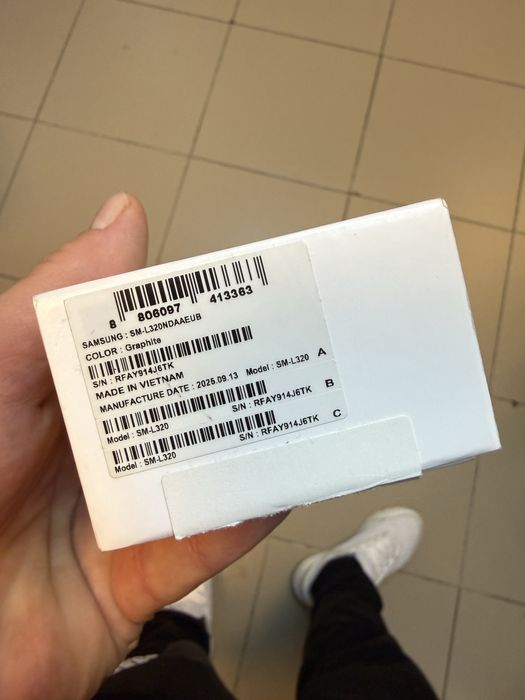 8 806097 413363
SAMSUNG : SM-L320NDAAEUB
COLOR : Graphite
S/N : RFAY914J6TK
MADE IN VIETNAM
MANUFACTURE DATE : 2025.09.13 Model : SM-L320 A
Model : SM-L320 S/N : RFAY914J6TK B
Model : SM-L320 S/N : RFAY914J6TK C